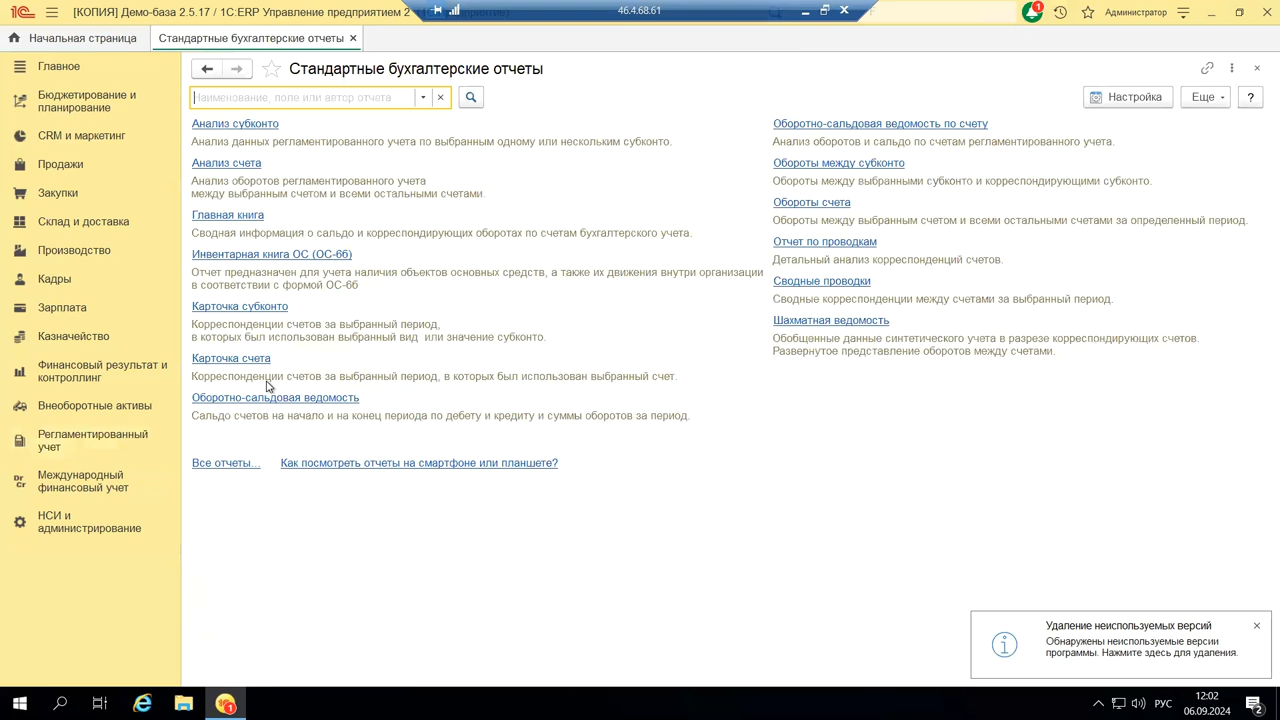 [КОПИЯ] Демо-база 2.5.17 / 1С:ERP Управление предприятием 2
46.4.68.61
1
Администратор
Начальная страница
Стандартные бухгалтерские отчеты ×
Главное
Бюджетирование и
планирование
CRM и маркетинг
Продажи
Закупки
Склад и доставка
Производство
Кадры
Зарплата
Казначейство
Финансовый результат и
контроллинг
Внеоборотные активы
Регламентированный
учет
Международный
финансовый учет
НСИ и
администрирование
Стандартные бухгалтерские отчеты
Наименование, поле или автор отчета
Настройка
Еще
?
Анализ субконто
Анализ данных регламентированного учета по выбранным одному или нескольким субконто.
Анализ счета
Анализ оборотов регламентированного учета
между выбранным счетом и всеми остальными счетами.
Главная книга
Сводная информация о сальдо и корреспондирующих оборотах по счетам бухгалтерского учета.
Инвентарная книга ОС (ОС-6б)
Отчет предназначен для учета наличия объектов основных средств, а также их движения внутри организации
в соответствии с формой ОС-6б
Карточка субконто
Корреспонденции счетов за выбранный период,
в которых был использован выбранный вид или значение субконто.
Карточка счета
Корреспонденции счетов за выбранный период, в которых был использован выбранный счет.
Оборотно-сальдовая ведомость
Сальдо счетов на начало и на конец периода по дебету и кредиту и суммы оборотов за период.
Все отчеты... Как посмотреть отчеты на смартфоне или планшете?
Оборотно-сальдовая ведомость по счету
Анализ оборотов и сальдо по счетам регламентированного учета.
Обороты между субконто
Обороты между выбранными субконто и корреспондирующими субконто.
Обороты счета
Обороты между выбранным счетом и всеми остальными счетами за определенный период.
Отчет по проводкам
Детальный анализ корреспонденций счетов.
Сводные проводки
Сводные корреспонденции между счетами за выбранный период.
Шахматная ведомость
Обобщенные данные синтетического учета в разрезе корреспондирующих счетов.
Развернутое представление оборотов между счетами.
Удаление неиспользуемых версий
Обнаружены неиспользуемые версии
программы. Нажмите здесь для удаления.
РУС
12:02
06.09.2024
2